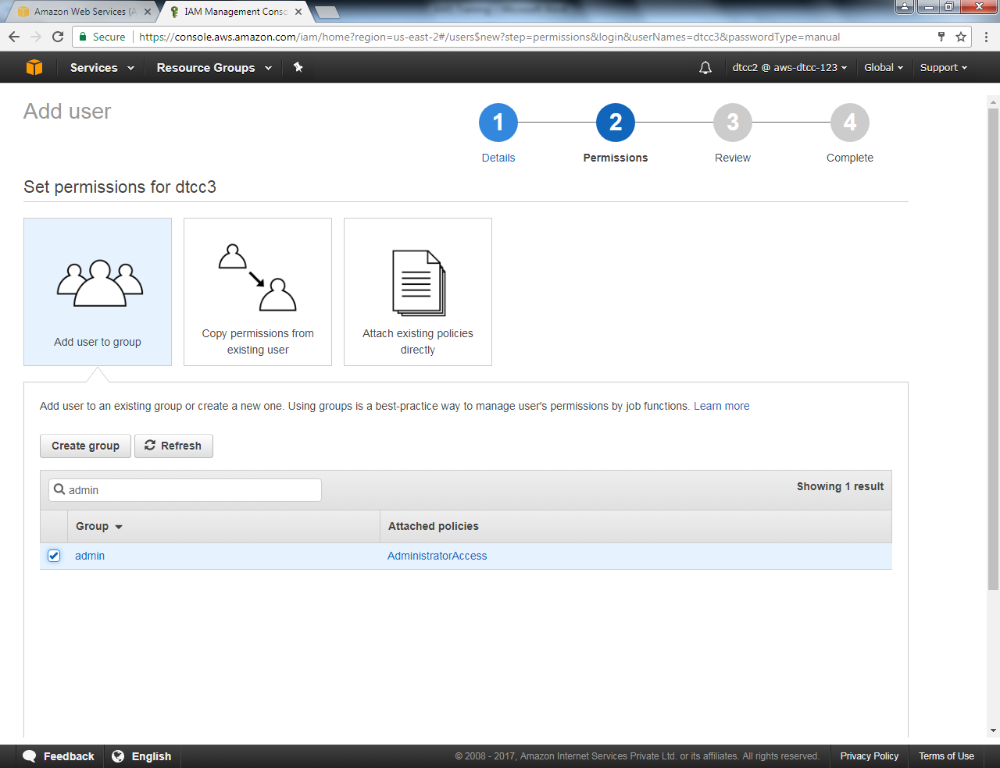 Amazon Web Services (A
IAM Management Conso
Secure
https://console.aws.amazon.com/iam/home?region=us-east-2#/users$new?step=permissions&login&userNames=dtcc3&passwordType=manual
Services
Resource Groups
dtcc2 @ aws-dtcc-123
Global
Support
Add user
1
2
3
4
Details
Permissions
Review
Complete
Set permissions for dtcc3
Add user to group
Copy permissions from
existing user
Attach existing policies
directly
Add user to an existing group or create a new one. Using groups is a best-practice way to manage user's permissions by job functions. Learn more
Create group
Refresh
admin
Showing 1 result
Group
Attached policies
admin
AdministratorAccess
Feedback
English
© 2008 - 2017, Amazon Internet Services Private Ltd. or its affiliates. All rights reserved.
Privacy Policy
Terms of Use